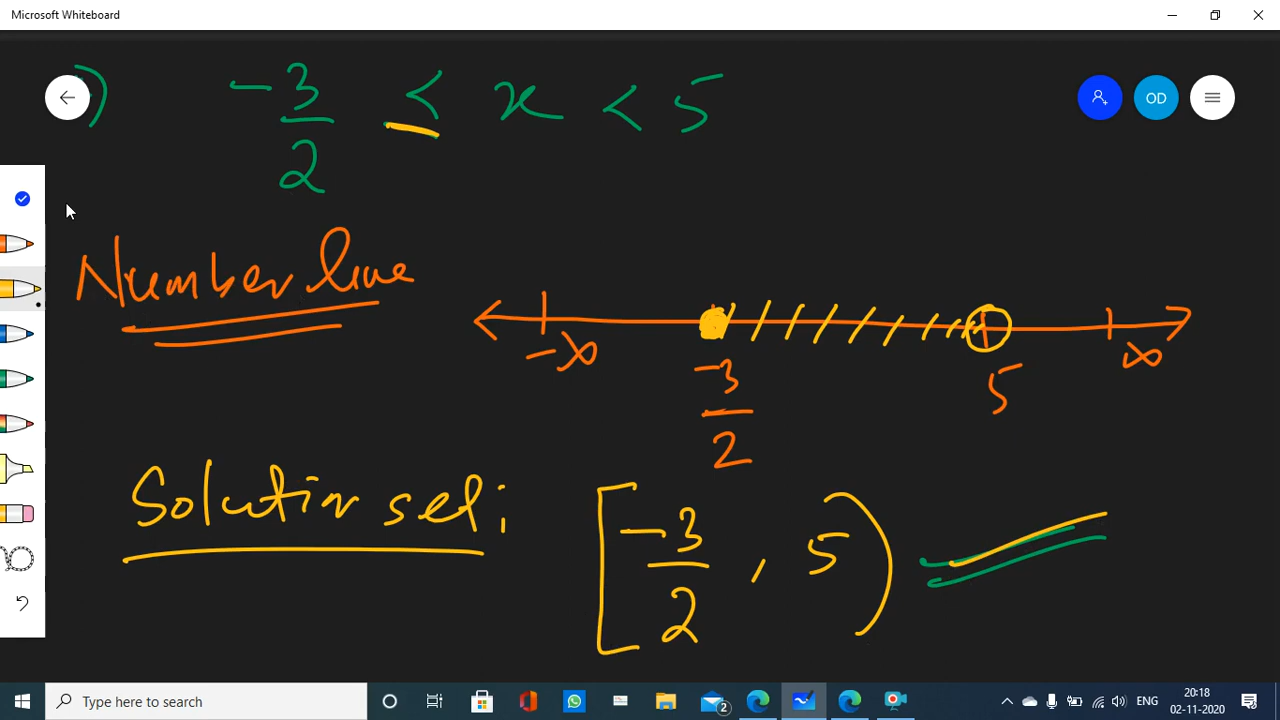 Microsoft Whiteboard
) -3/2 ≤ x < 5
OD
Number line
-∞ -3/2 5 ∞
Solution set: [-3/2, 5)
Type here to search
2
ENG
20:18
02-11-2020